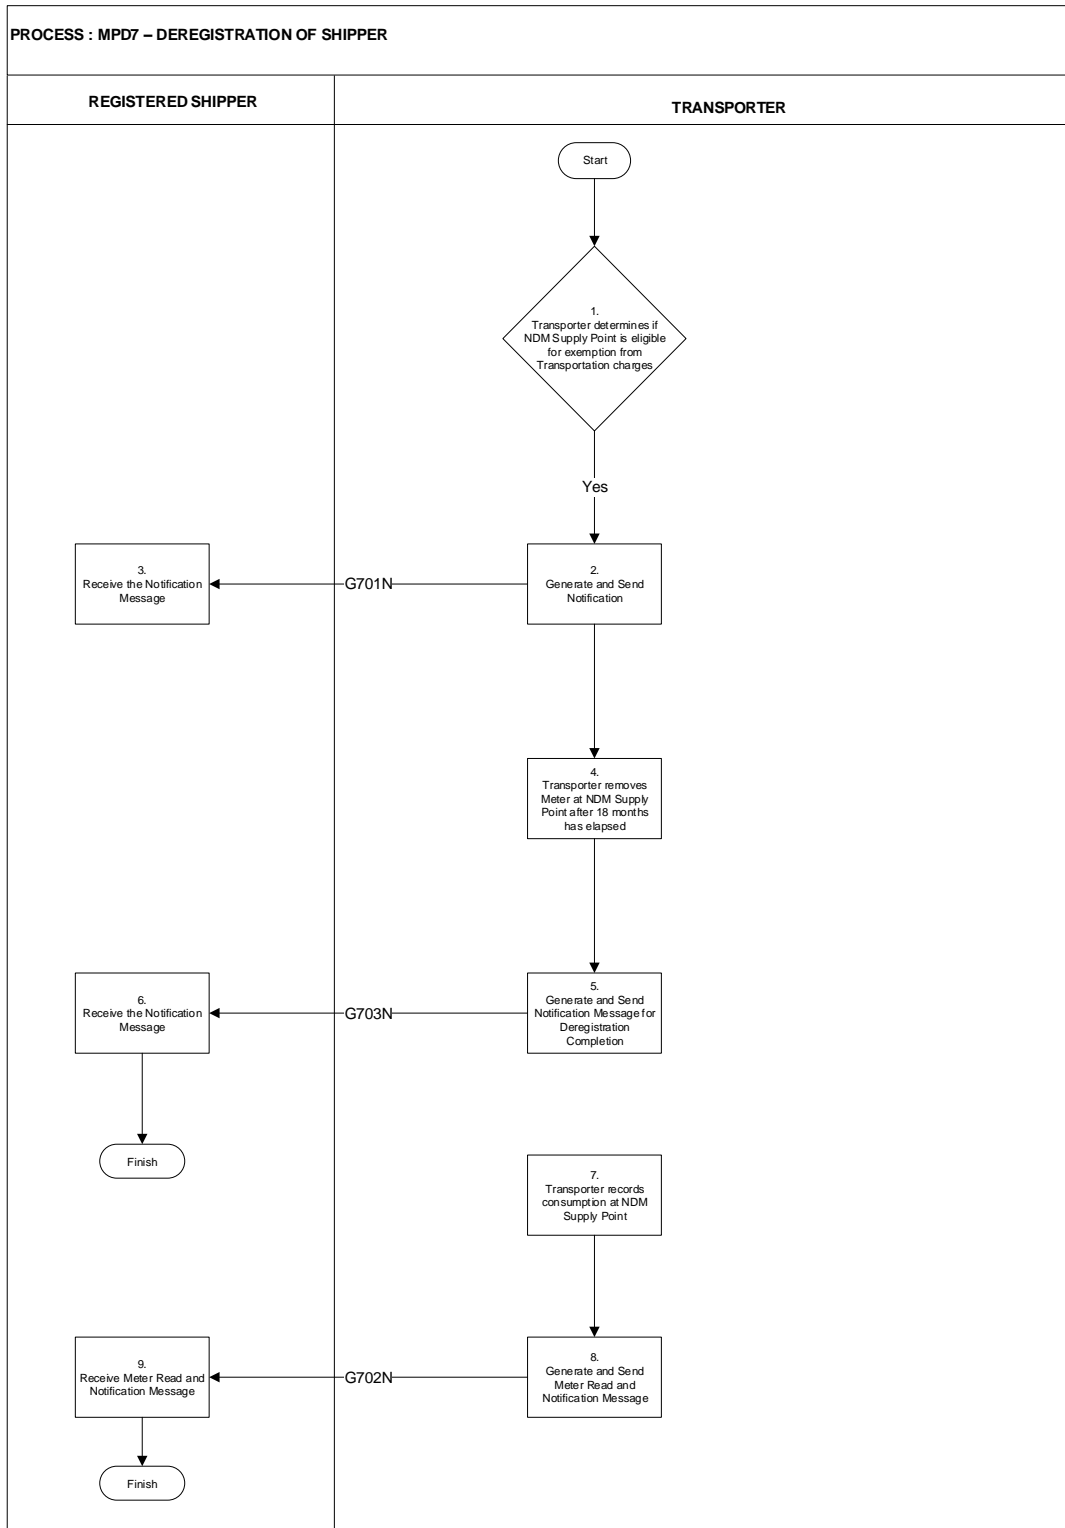 PROCESS : MPD7 – DEREGISTRATION OF SHIPPER
REGISTERED SHIPPER
TRANSPORTER
Start
1.
Transporter determines if
NDM Supply Point is eligible
for exemption from
Transportation charges
Yes
3.
Receive the Notification
Message
G701N
2.
Generate and Send
Notification
4.
Transporter removes
Meter at NDM Supply
Point after 18 months
has elapsed
6.
Receive the Notification
Message
G703N
5.
Generate and Send
Notification Message for
Deregistration
Completion
Finish
7.
Transporter records
consumption at NDM
Supply Point
9.
Receive Meter Read and
Notification Message
G702N
8.
Generate and Send
Meter Read and
Notification Message
Finish